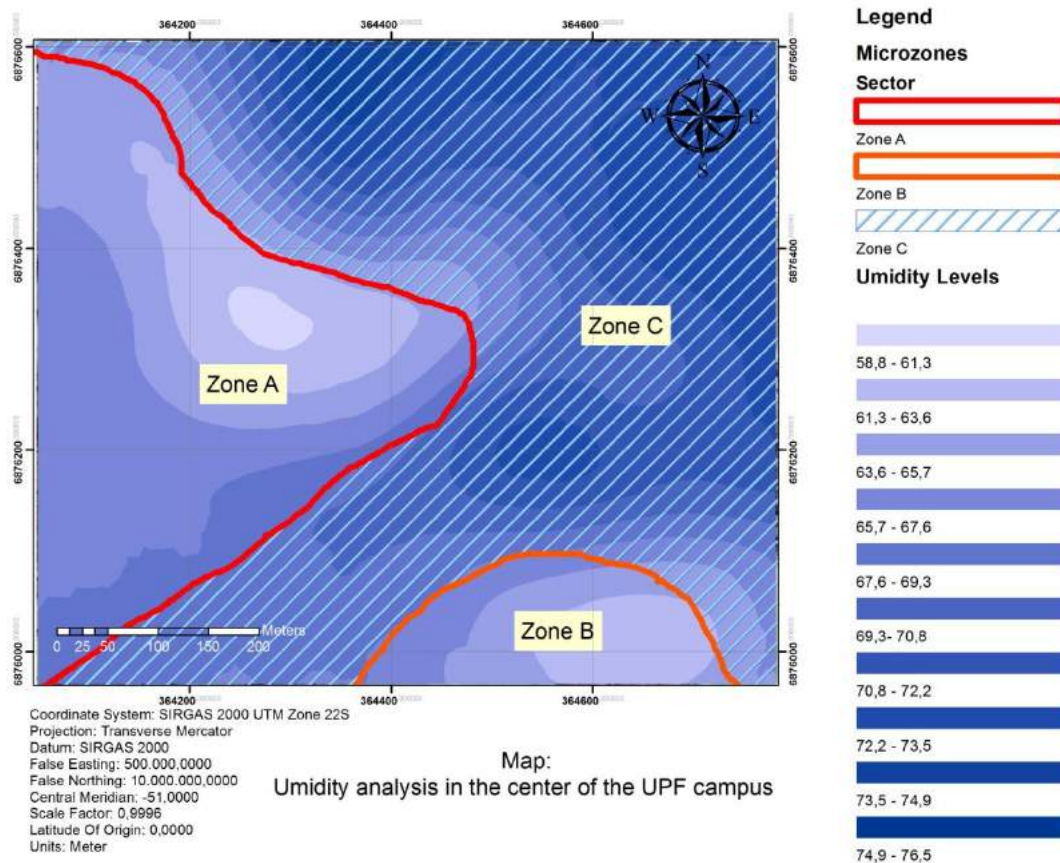 364200 364400 364600
6876600 6876600
N
W E
S
6876400 6876400
Zone C
Zone A
6876200 6876200
Zone B
Meters
0 25 50 100 150 200
6876000 6876000
364200 364400 364600
Coordinate System: SIRGAS 2000 UTM Zone 22S
Projection: Transverse Mercator
Datum: SIRGAS 2000
False Easting: 500.000,0000
False Northing: 10.000.000,0000
Central Meridian: -51,0000
Scale Factor: 0,9996
Latitude Of Origin: 0,0000
Units: Meter
Map:
Umidity analysis in the center of the UPF campus
Legend
Microzones
Sector
Zone A
Zone B
Zone C
Umidity Levels
58,8 - 61,3
61,3 - 63,6
63,6 - 65,7
65,7 - 67,6
67,6 - 69,3
69,3- 70,8
70,8 - 72,2
72,2 - 73,5
73,5 - 74,9
74,9 - 76,5